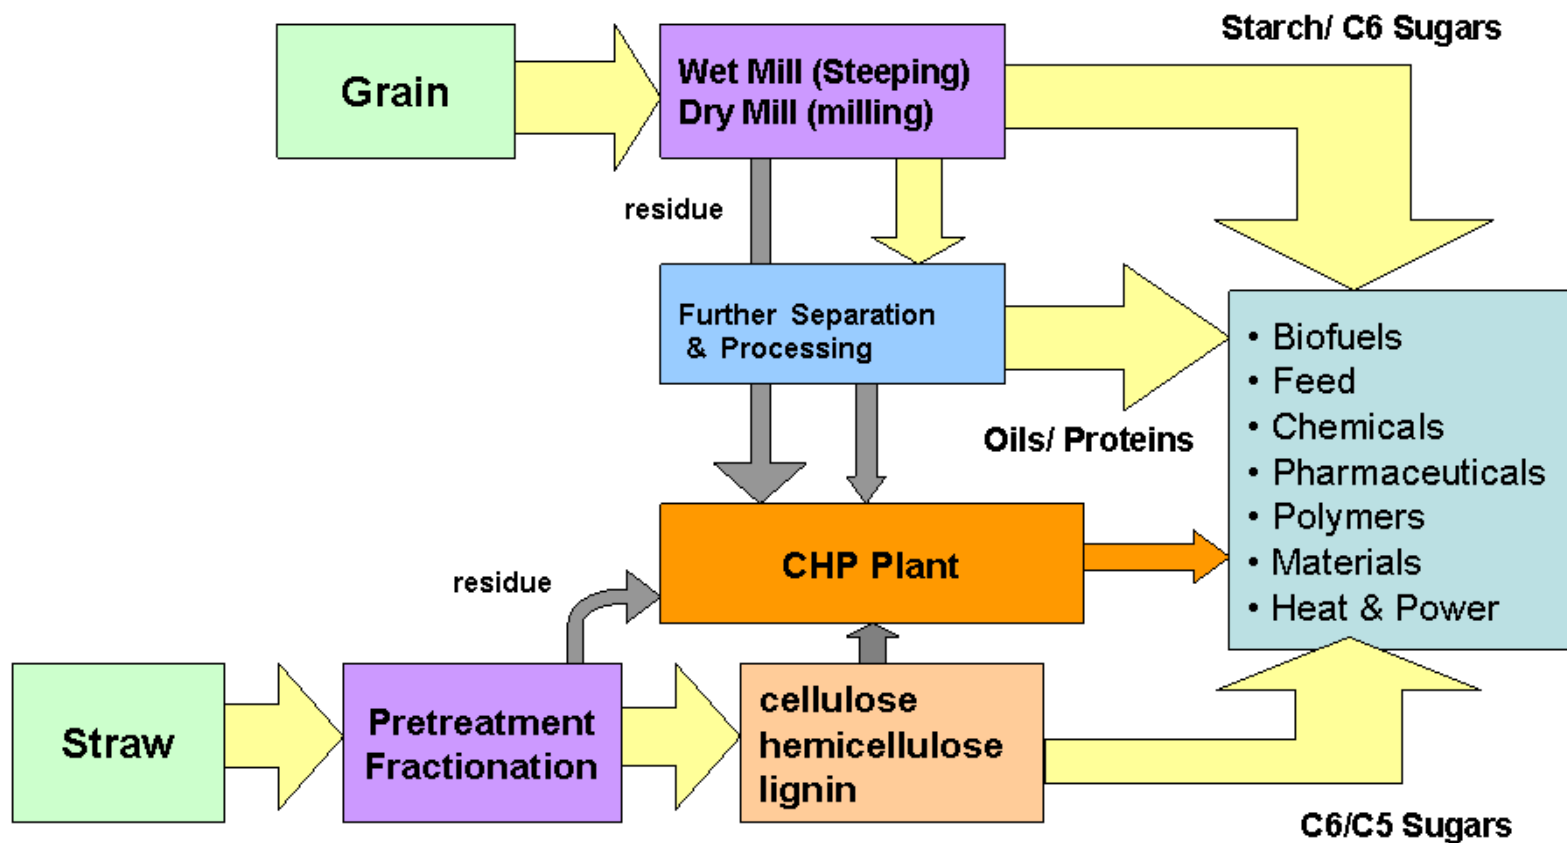 Starch/ C6 Sugars
Grain
Wet Mill (Steeping)
Dry Mill (milling)
residue
Further Separation
& Processing
Oils/ Proteins
• Biofuels
• Feed
• Chemicals
• Pharmaceuticals
• Polymers
• Materials
• Heat & Power
CHP Plant
residue
Straw
Pretreatment
Fractionation
cellulose
hemicellulose
lignin
C6/C5 Sugars